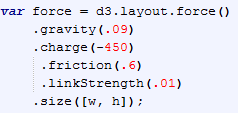 var force = d3.layout.force()
.gravity(.09)
.charge(-450)
.friction(.6)
.linkStrength(.01)
.size([w, h]);